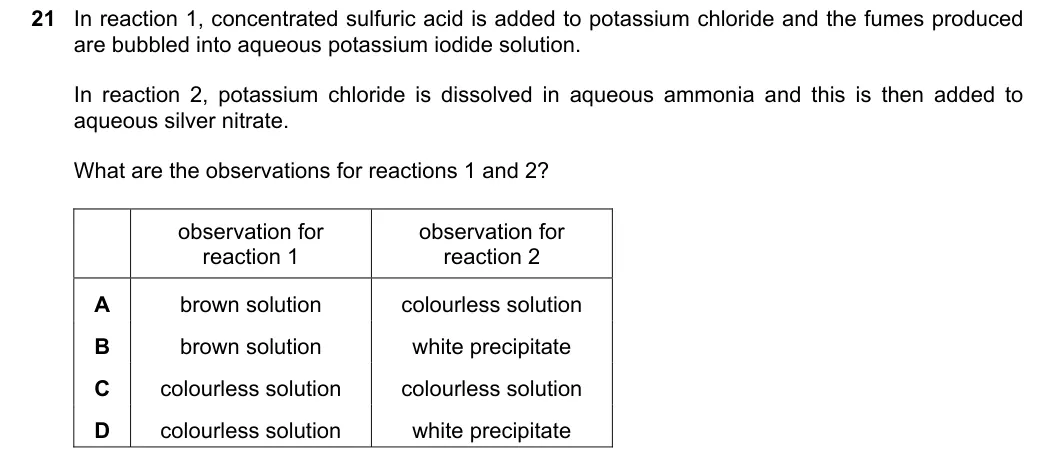 21 In reaction 1, concentrated sulfuric acid is added to potassium chloride and the fumes produced
are bubbled into aqueous potassium iodide solution.
In reaction 2, potassium chloride is dissolved in aqueous ammonia and this is then added to
aqueous silver nitrate.
What are the observations for reactions 1 and 2?
observation for reaction 1 observation for reaction 2
A brown solution colourless solution
B brown solution white precipitate
C colourless solution colourless solution
D colourless solution white precipitate